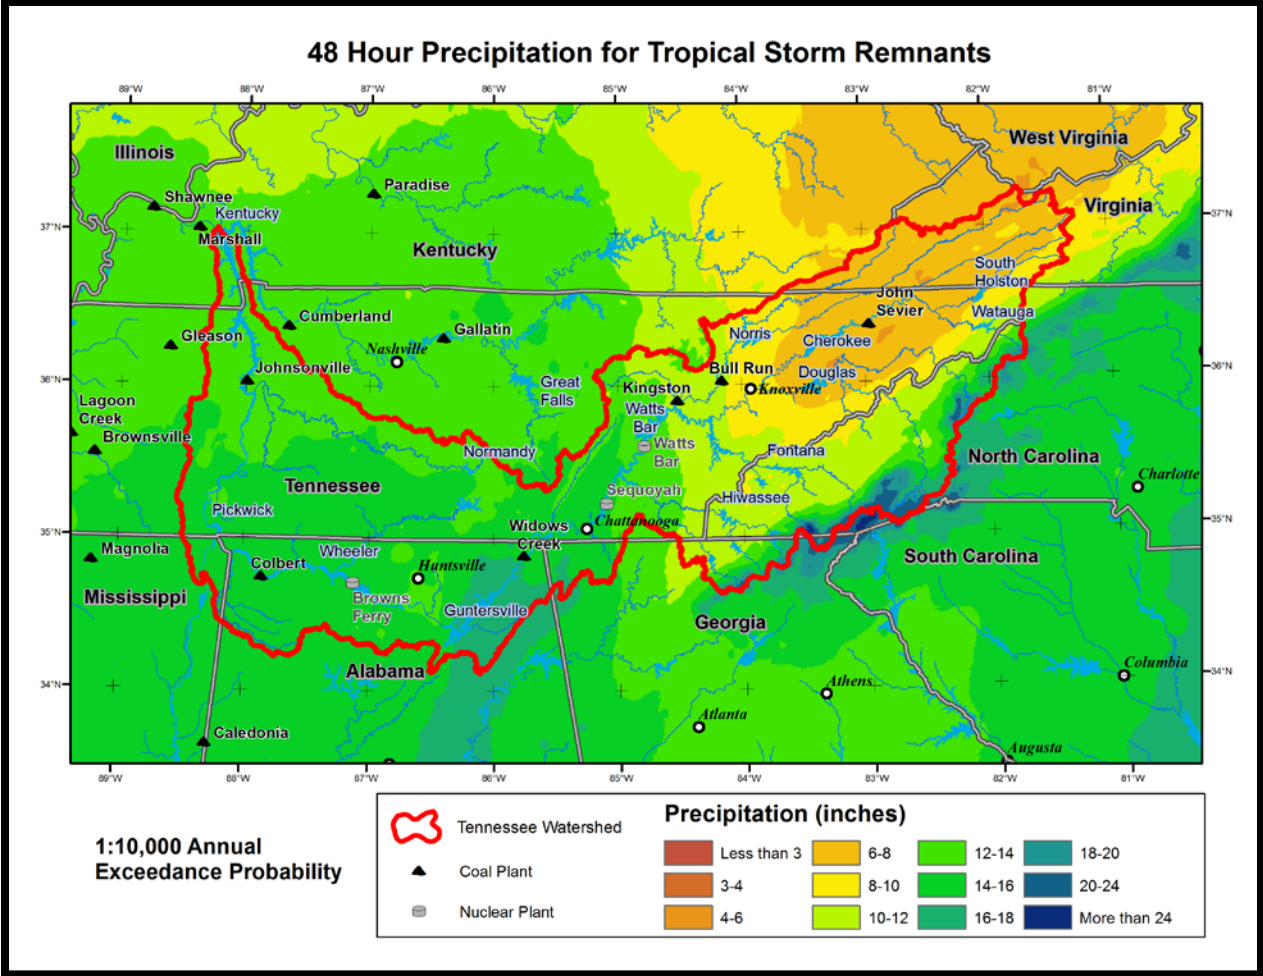 48 Hour Precipitation for Tropical Storm Remnants
89°W 88°W 87°W 86°W 85°W 84°W 83°W 82°W 81°W
West Virginia
Illinois
Paradise
Shawnee
Virginia
Kentucky
37°N
37°N
Marshall
Kentucky
South
Holston
John
Sevier
Cumberland
Watauga
Gallatin
Norris
Gleason
Cherokee
Nashville
36°N
Johnsonville
Bull Run
Douglas
36°N
Great
Falls
Kingston
Knoxville
Lagoon
Creek
Watts
Bar
Brownsville
Watts
Bar
Normandy
Fontana
North Carolina
Charlotte
Tennessee
Sequoyah
Hiwassee
Pickwick
35°N
Widows
Creek
Chattanooga
35°N
Magnolia
Wheeler
South Carolina
Colbert
Huntsville
Mississippi
Browns
Ferry
Guntersville
Georgia
Alabama
Columbia
34°N
Athens
34°N
Atlanta
Caledonia
Augusta
89°W 88°W 87°W 86°W 85°W 84°W 83°W 82°W 81°W
1:10,000 Annual
Exceedance Probability
Tennessee Watershed
Coal Plant
Nuclear Plant
Precipitation (inches)
Less than 3 6-8 12-14 18-20
3-4 8-10 14-16 20-24
4-6 10-12 16-18 More than 24